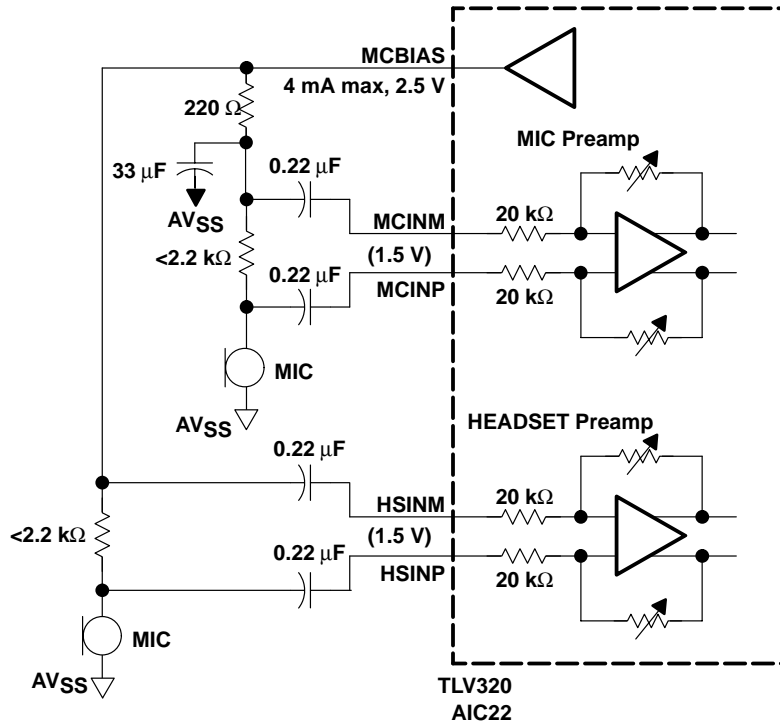 MCBIAS
4 mA max, 2.5 V
220 Ω
MIC Preamp
33 μF
0.22 μF
AVSS
MCINM
20 kΩ
<2.2 kΩ
(1.5 V)
0.22 μF
MCINP
20 kΩ
MIC
AVSS
HEADSET Preamp
0.22 μF
HSINM
20 kΩ
<2.2 kΩ
(1.5 V)
0.22 μF
HSINP
20 kΩ
MIC
AVSS
TLV320
AIC22